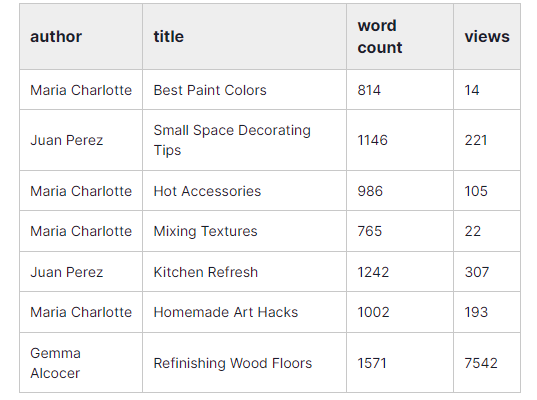 author title word count views
Maria Charlotte Best Paint Colors 814 14
Juan Perez Small Space Decorating Tips 1146 221
Maria Charlotte Hot Accessories 986 105
Maria Charlotte Mixing Textures 765 22
Juan Perez Kitchen Refresh 1242 307
Maria Charlotte Homemade Art Hacks 1002 193
Gemma Alcocer Refinishing Wood Floors 1571 7542